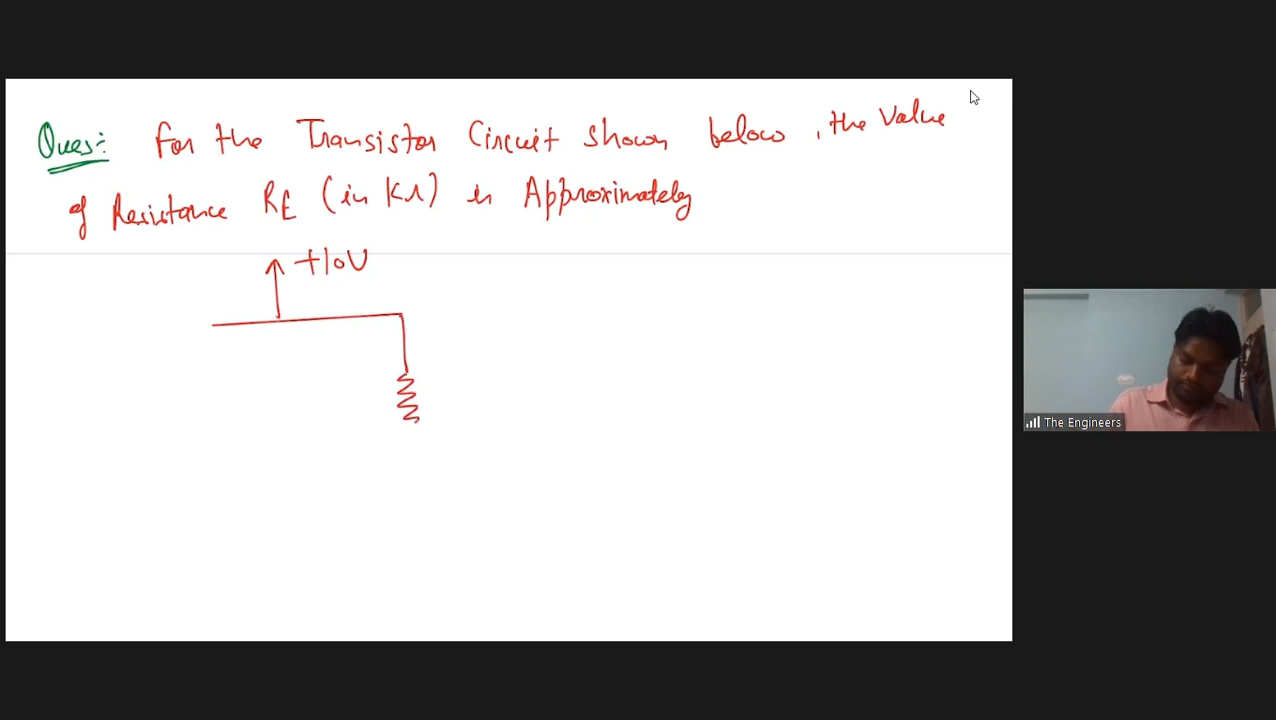 Ques:- For the Transistor Circuit shown below, the value
of Resistance RE (in KΩ) is Approximately
+10V
The Engineers